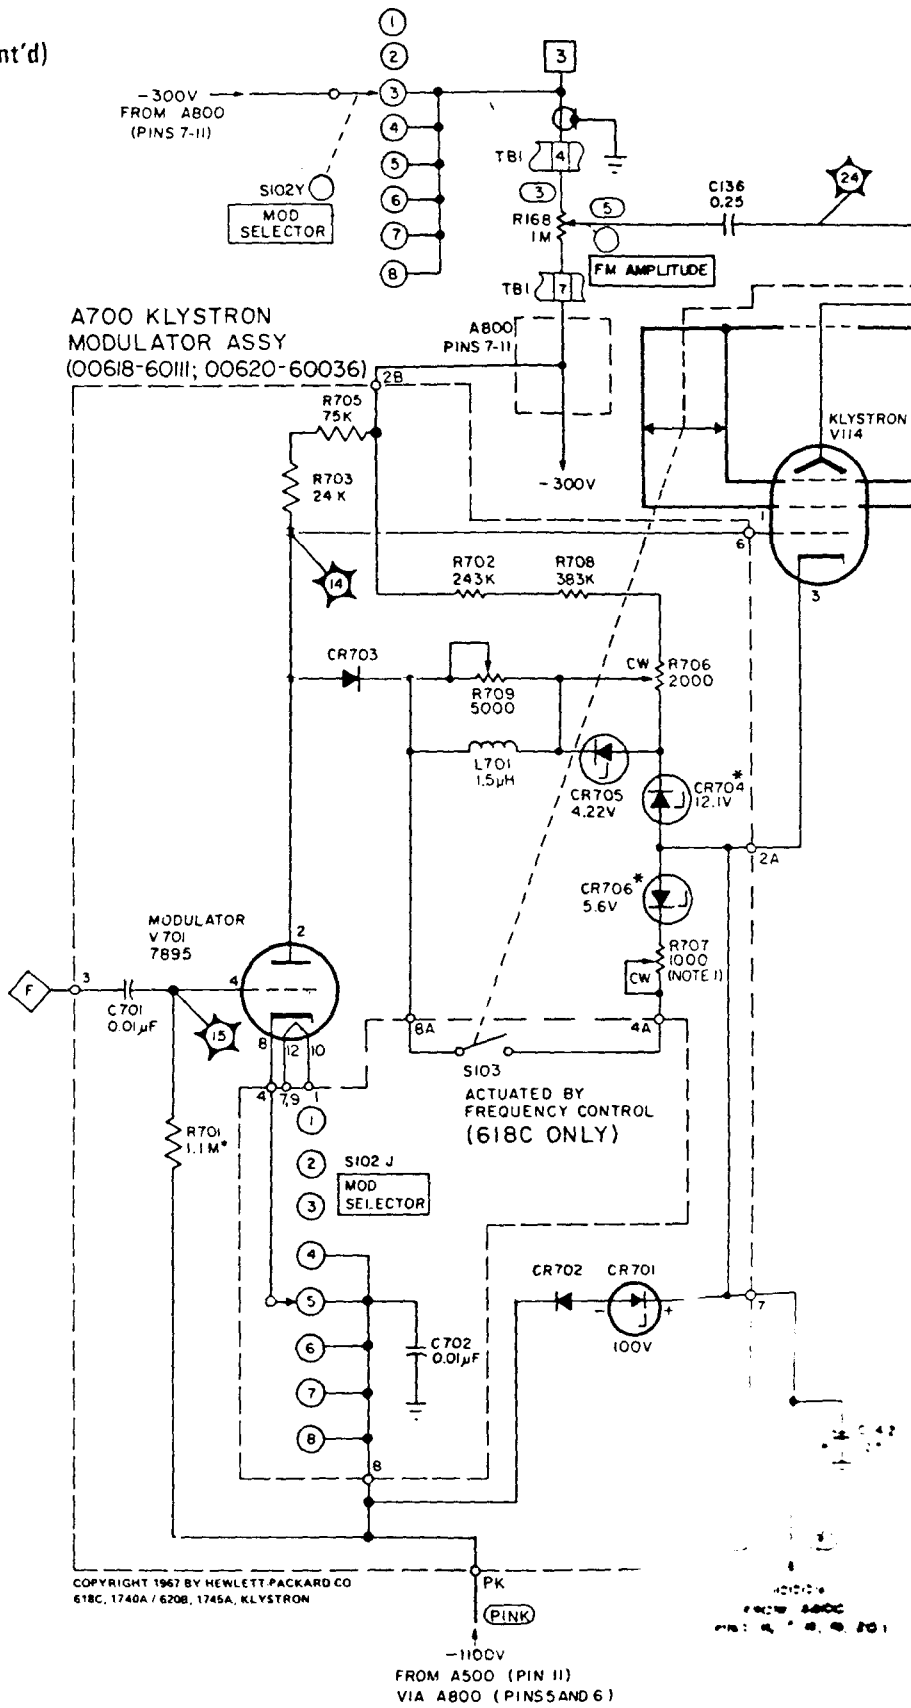 nt'd)
1
2
3
4
5
6
7
8
-300V
FROM A800
(PINS 7-11)
S102Y
MOD
SELECTOR
3
TB1
4
3
R168
1M
5
FM AMPLITUDE
C136
0.25
24
TB1
7
A800
PINS 7-11
-300V
A700 KLYSTRON
MODULATOR ASSY
(00618-60111; 00620-60036)
2B
R705
75K
R703
24K
14
KLYSTRON
V114
1
6
3
R702
243K
R708
383K
CR703
R709
5000
CW
R706
2000
L701
1.5µH
CR705
4.22V
CR704*
12.1V
2A
CR706*
5.6V
R707
1000
(NOTE 1)
CW
MODULATOR
V701
7895
2
F
3
C701
0.01µF
4
15
8
12
10
4
7,9
1
8A
4A
S103
ACTUATED BY
FREQUENCY CONTROL
(618C ONLY)
R701
1.1M*
1
2
3
4
5
6
7
8
S102 J
MOD
SELECTOR
C702
0.01µF
CR702
CR701
-
+
100V
7
8
COPYRIGHT 1967 BY HEWLETT-PACKARD CO
618C, 1740A / 620B, 1745A, KLYSTRON
PK
PINK
-1100V
FROM A500 (PIN 11)
VIA A800 (PINS 5 AND 6)